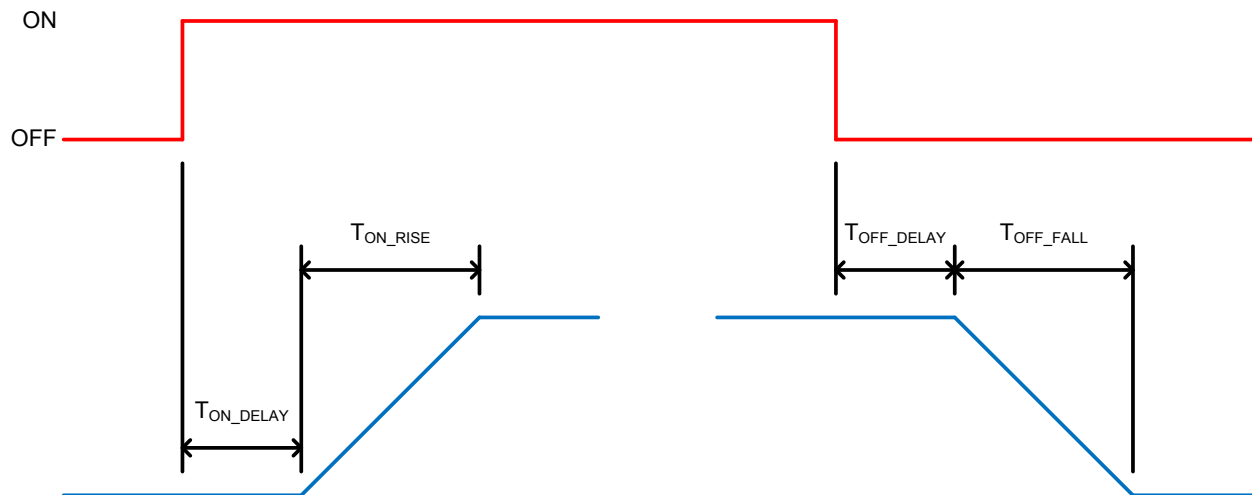 ON
OFF
TON_RISE
TOFF_DELAY
TOFF_FALL
TON_DELAY